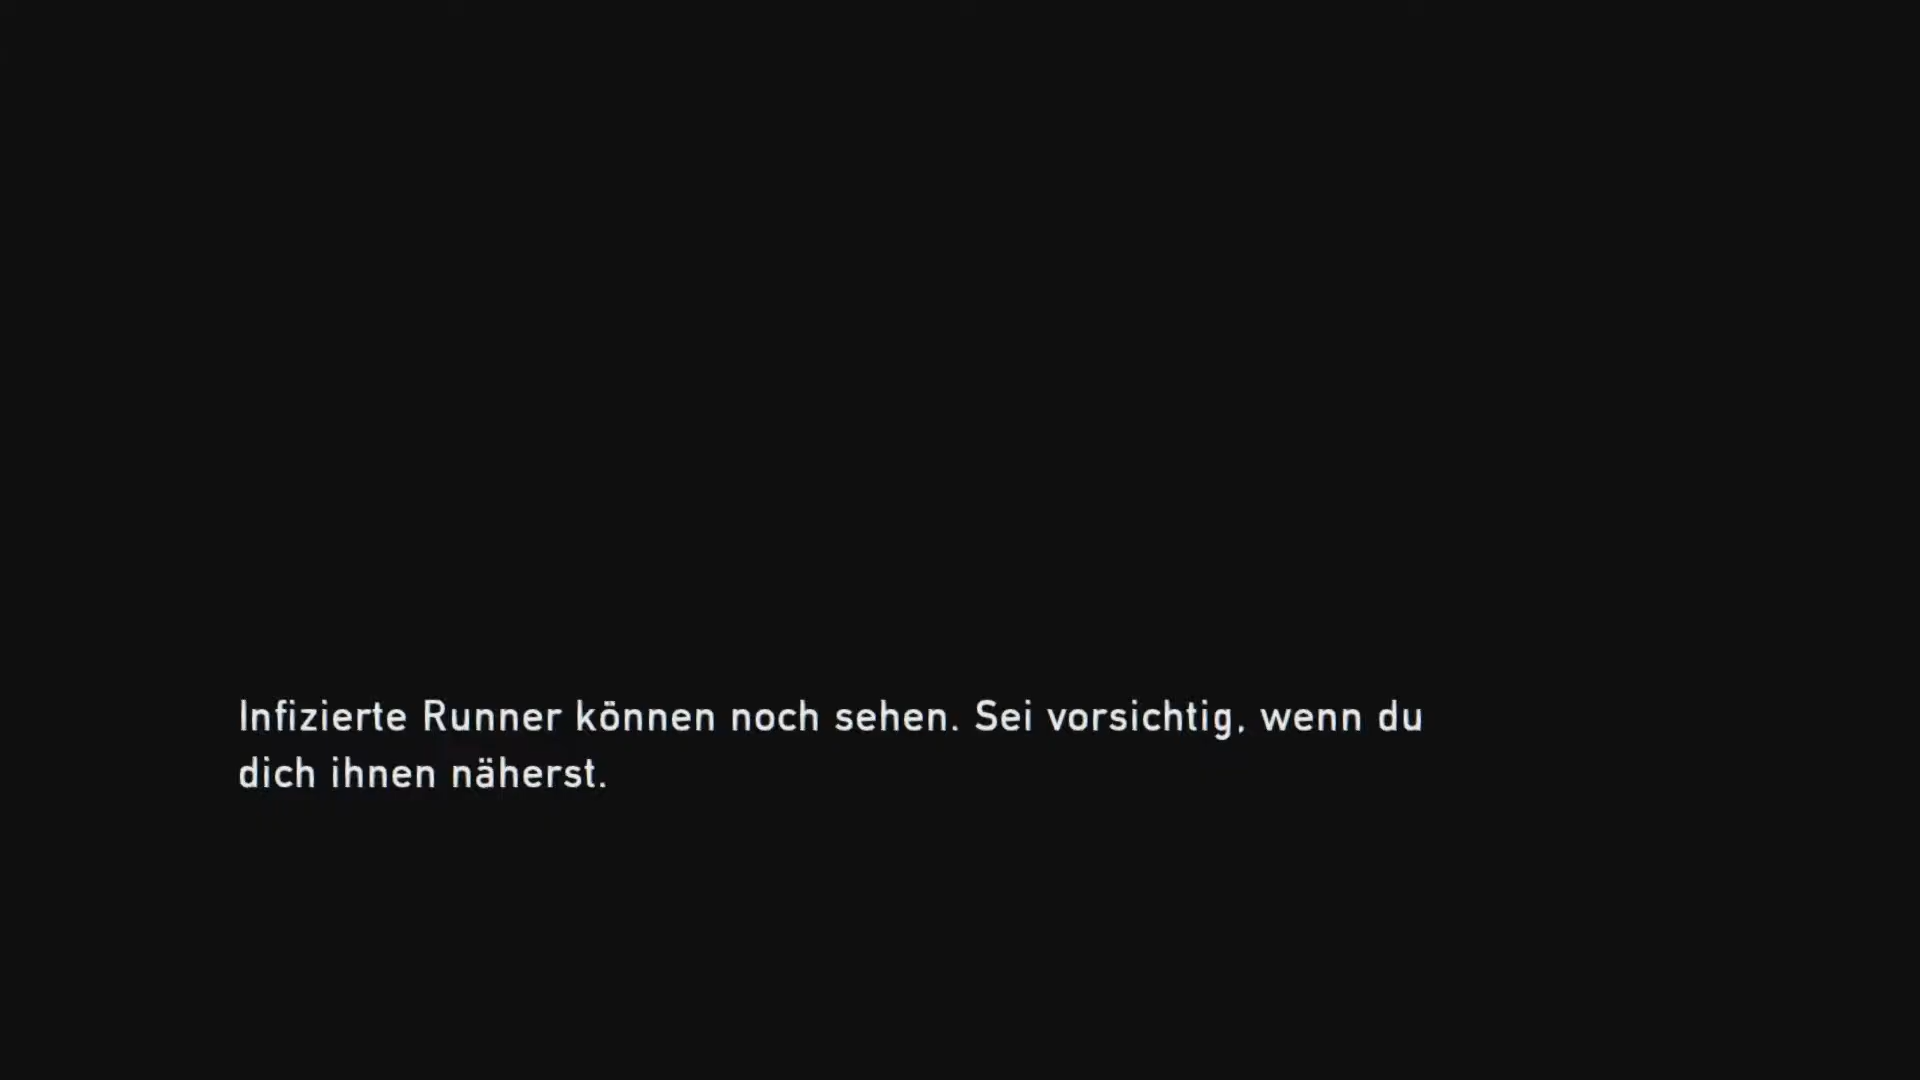 Infizierte Runner können noch sehen. Sei vorsichtig, wenn du
dich ihnen näherst.